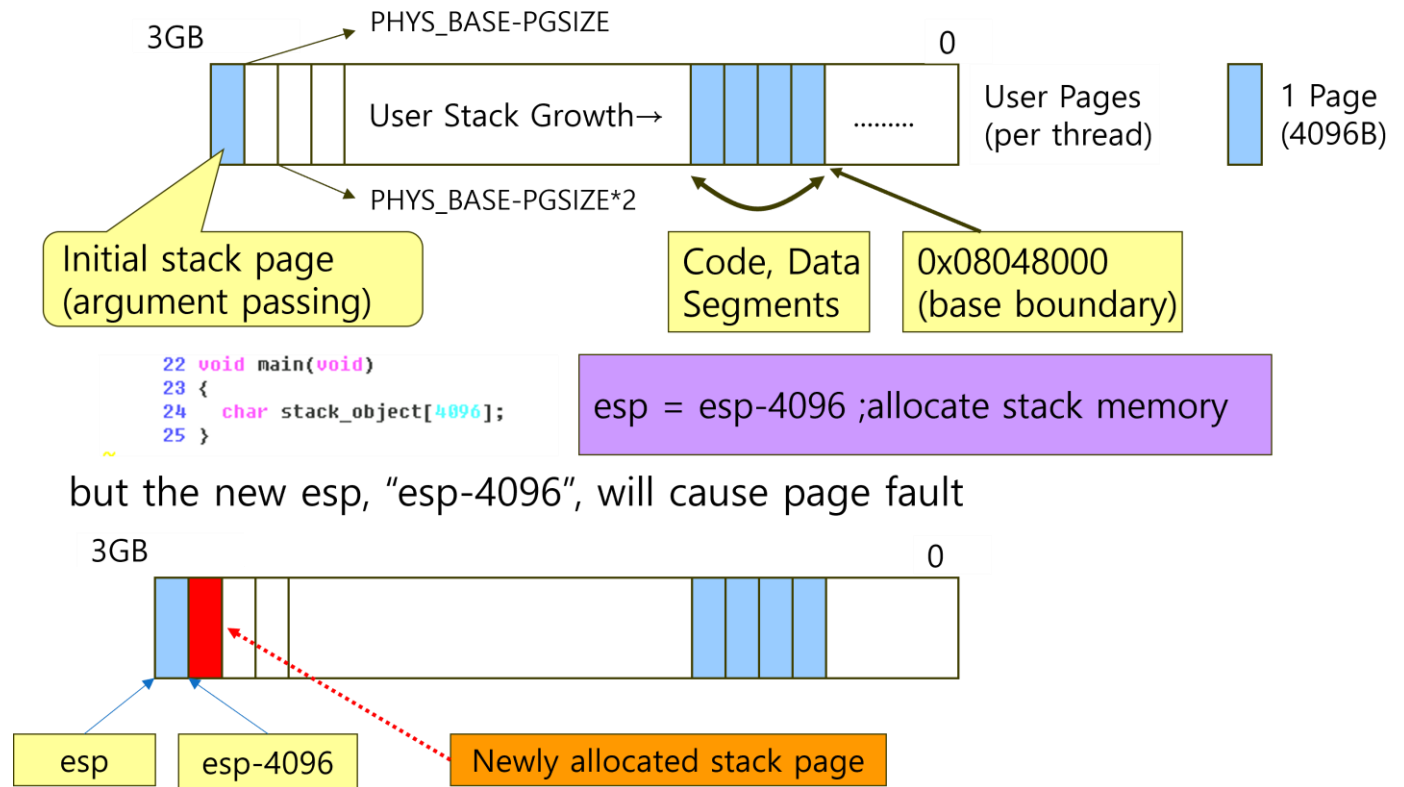 3GB
PHYS_BASE-PGSIZE
0
User Stack Growth→
.........
User Pages
(per thread)
1 Page
(4096B)
PHYS_BASE-PGSIZE*2
Initial stack page
(argument passing)
Code, Data
Segments
0x08048000
(base boundary)
22 void main(void)
23 {
24   char stack_object[4096];
25 }
~
esp = esp-4096 ;allocate stack memory
but the new esp, “esp-4096”, will cause page fault
3GB
0
esp
esp-4096
Newly allocated stack page